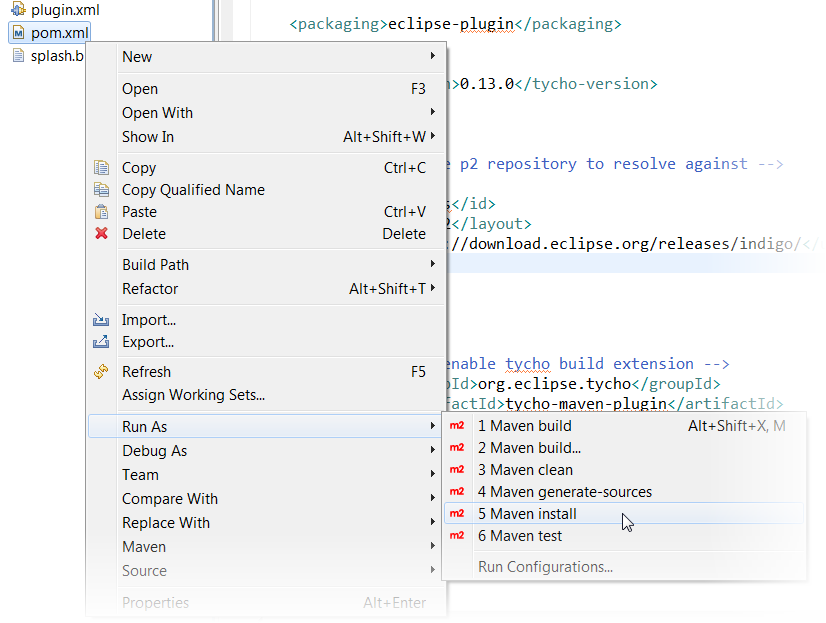 plugin.xml
pom.xml
splash.b
<packaging>eclipse-plugin</packaging>
>0.13.0</tycho-version>
p2 repository to resolve against -->
</id>
</layout>
//download.eclipse.org/releases/indigo/</
enable tycho build extension -->
Id>org.eclipse.tycho</groupId>
factId>tycho-maven-plugin</artifactId>
New
Open F3
Open With
Show In Alt+Shift+W
Copy Ctrl+C
Copy Qualified Name
Paste Ctrl+V
Delete Delete
Build Path
Refactor Alt+Shift+T
Import...
Export...
Refresh F5
Assign Working Sets...
Run As
Debug As
Team
Compare With
Replace With
Maven
Source
Properties Alt+Enter
m2 1 Maven build Alt+Shift+X, M
m2 2 Maven build...
m2 3 Maven clean
m2 4 Maven generate-sources
m2 5 Maven install
m2 6 Maven test
Run Configurations...